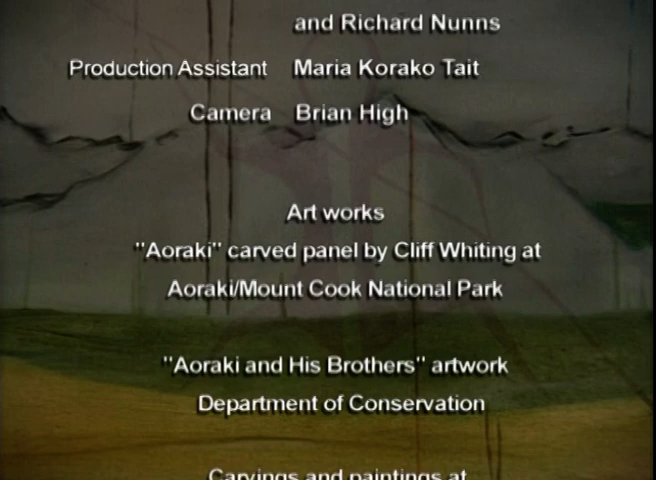 and Richard Nunns
Production Assistant Maria Korako Tait
Camera Brian High
Art works
"Aoraki" carved panel by Cliff Whiting at
Aoraki/Mount Cook National Park
"Aoraki and His Brothers" artwork
Department of Conservation
Carvings and paintings at